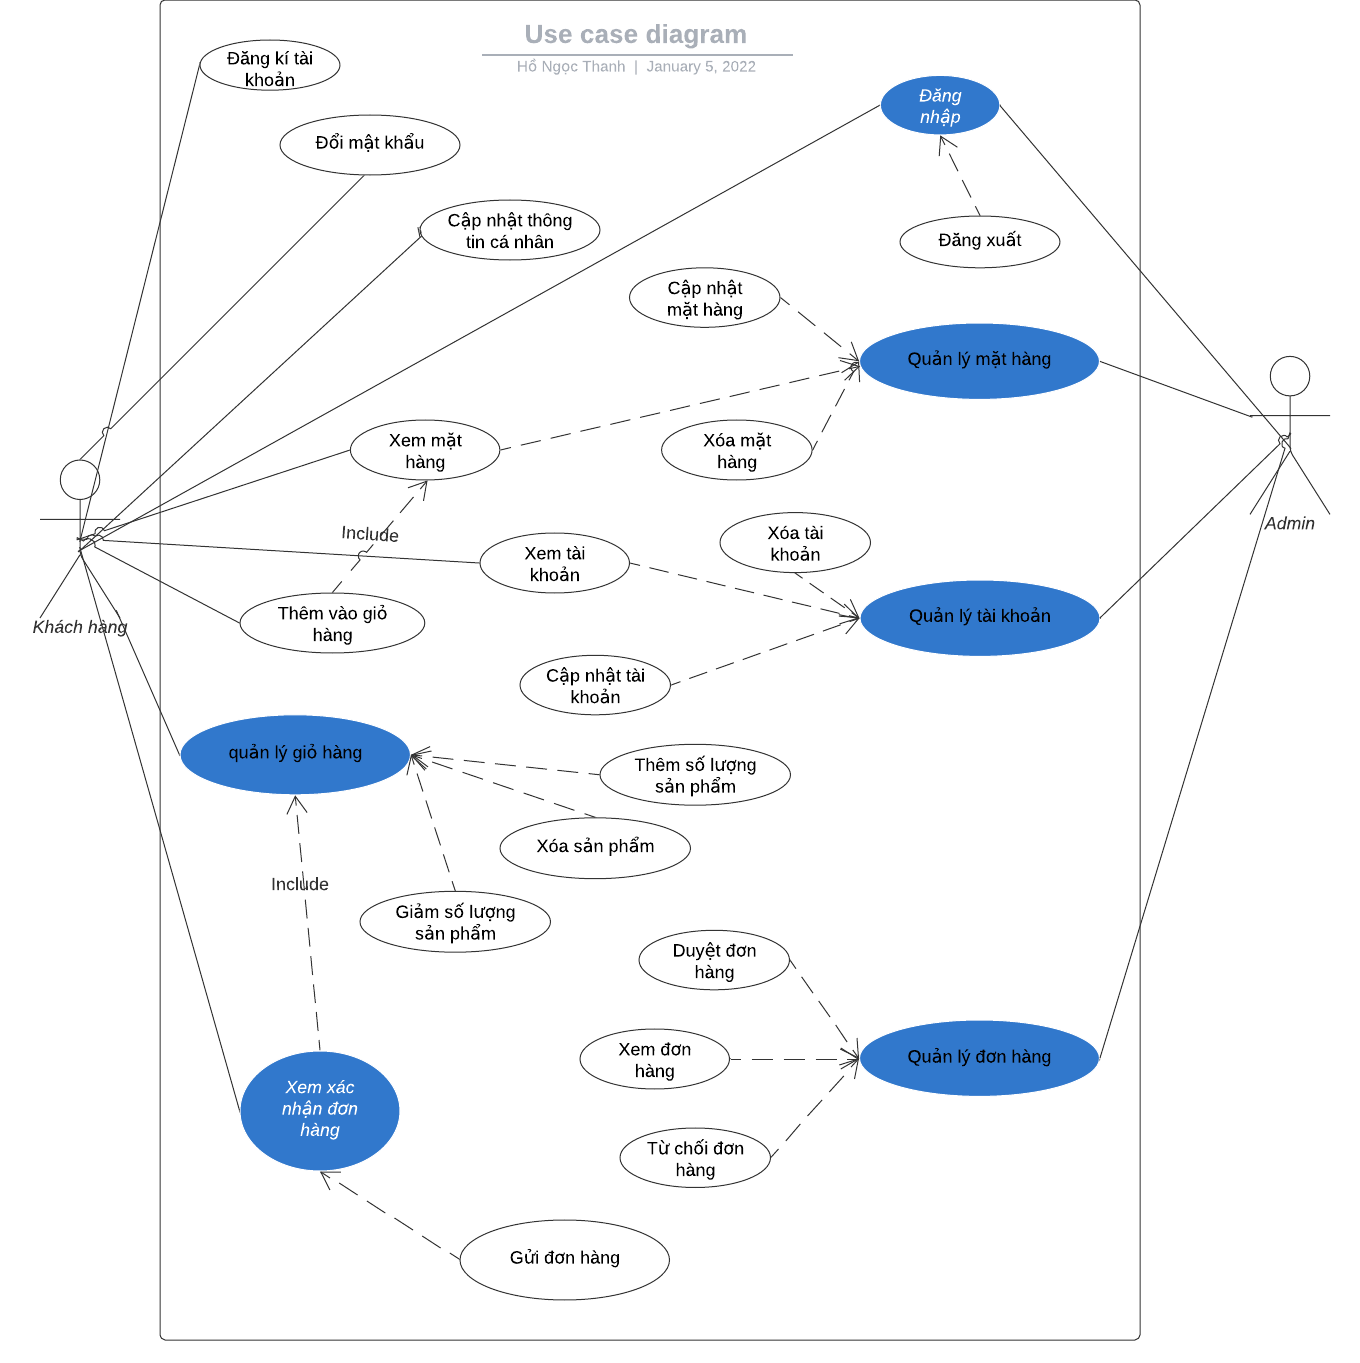 Use case diagram
Hồ Ngọc Thanh | January 5, 2022
Đăng kí tài
khoản
Đăng
nhập
Đổi mật khẩu
Cập nhật thông
tin cá nhân
Đăng xuất
Cập nhật
mặt hàng
Quản lý mặt hàng
Xem mặt
hàng
Xóa mặt
hàng
Include
Xóa tài
khoản
Admin
Xem tài
khoản
Thêm vào giỏ
hàng
Quản lý tài khoản
Khách hàng
Cập nhật tài
khoản
quản lý giỏ hàng
Thêm số lượng
sản phẩm
Xóa sản phẩm
Include
Giảm số lượng
sản phẩm
Duyệt đơn
hàng
Xem đơn
hàng
Quản lý đơn hàng
Xem xác
nhận đơn
hàng
Từ chối đơn
hàng
Gửi đơn hàng